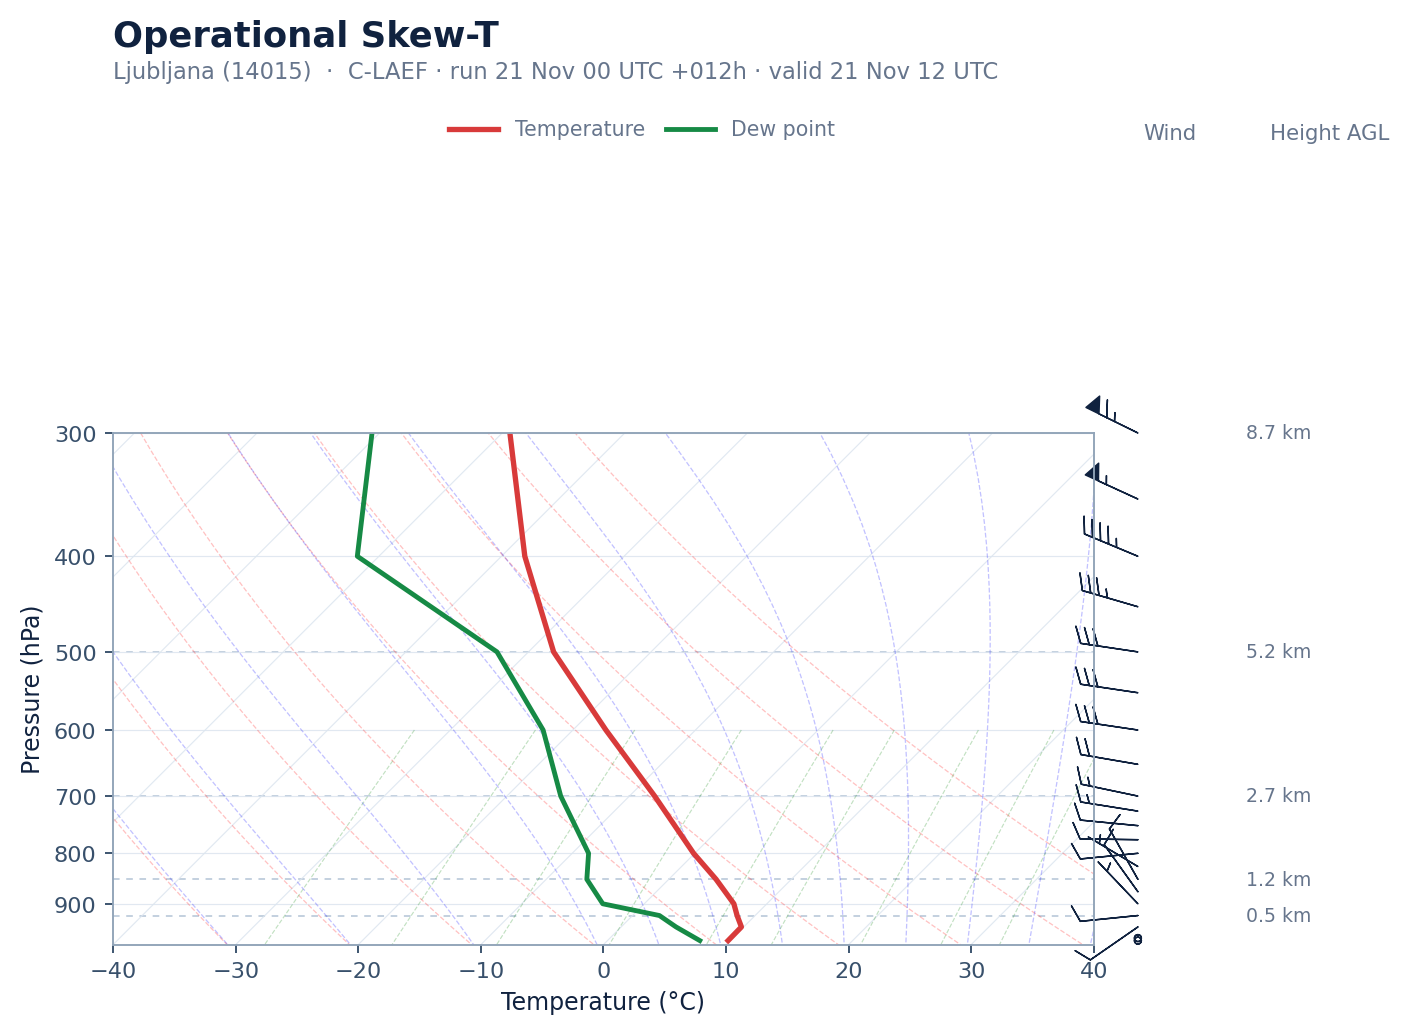 Operational Skew-T
Ljubljana (14015) · C-LAEF · run 21 Nov 00 UTC +012h · valid 21 Nov 12 UTC
Temperature Dew point
Wind Height AGL
300
400
500
600
700
800
900
8.7 km
5.2 km
2.7 km
1.2 km
0.5 km
Pressure (hPa)
−40 −30 −20 −10 0 10 20 30 40
Temperature (°C)